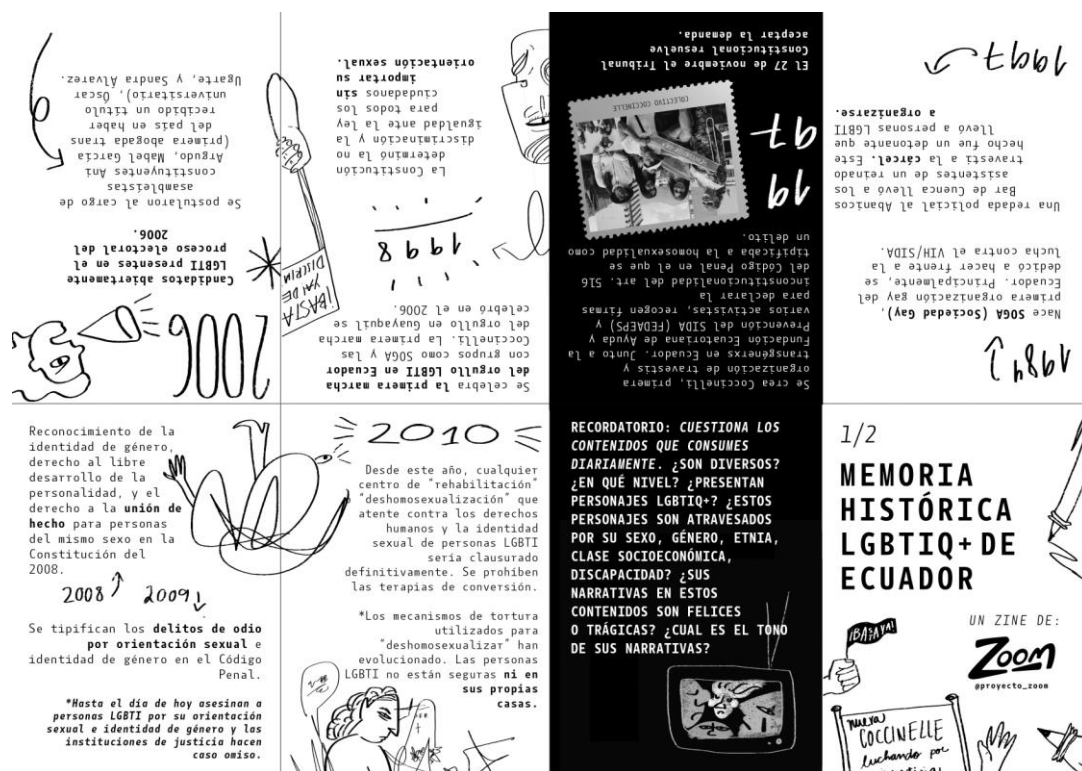 1/2
MEMORIA
HISTÓRICA
LGBTIQ+ DE
ECUADOR
UN ZINE DE:
Zoom
@proyecto_zoom
¡BASTA YA!
nueva
COCCINELLE
luchando por
1984
Nace SOGA (Sociedad Gay),
primera organización gay del
Ecuador. Principalmente, se
dedicó a hacer frente a la
lucha contra el VIH/SIDA.
Una redada policial al Abanicos
Bar de Cuenca llevó a los
asistentes de un reinado
travesti a la cárcel. Este
hecho fue un detonante que
llevó a personas LGBTI
a organizarse.
1997
Se crea Coccinelli, primera
organización de travestis y
transgénerxs en Ecuador. Junto a la
Fundación Ecuatoriana de Ayuda y
Prevención del SIDA (FEDAEPS) y
varios activistas, recogen firmas
para declarar la
inconstitucionalidad del art. 516
del Código Penal en el que se
tipificaba a la homosexualidad como
un delito.
19
97
COLECTIVO COCCINELLE
El 27 de noviembre el Tribunal
Constitucional resuelve
aceptar la demanda.
Se celebra la primera marcha
del orgullo LGBTI en Ecuador
con grupos como SOGA y las
Coccinelli. La primera marcha
del orgullo en Guayaquil se
celebró en el 2006.
¡BASTA
YA! DE
DISCRIM
1998
La Constitución
determinó la no
discriminación y la
igualdad ante la ley
para todos los
ciudadanos sin
importar su
orientación sexual.
2006
Candidatos abiertamente
LGBTI presentes en el
proceso electoral del
2006.
Se postularon al cargo de
asambleístas
constituyentes Ani
Argudo, Mabel García
(primera abogada trans
del país en haber
recibido un título
universitario), Óscar
Ugarte, y Sandra Álvarez.
Reconocimiento de la
identidad de género,
derecho al libre
desarrollo de la
personalidad, y el
derecho a la unión de
hecho para personas
del mismo sexo en la
Constitución del
2008.
2008 2009
Se tipifican los delitos de odio
por orientación sexual e
identidad de género en el Código
Penal.
*Hasta el día de hoy asesinan a
personas LGBTI por su orientación
sexual e identidad de género y las
instituciones de justicia hacen
caso omiso.
2010
Desde este año, cualquier
centro de "rehabilitación"
o "deshomosexualización" que
atente contra los derechos
humanos y la identidad
sexual de personas LGBTI
sería clausurado
definitivamente. Se prohíben
las terapias de conversión.
*Los mecanismos de tortura
utilizados para
"deshomosexualizar" han
evolucionado. Las personas
LGBTI no están seguras ni en
sus propias
casas.
RECORDATORIO: CUESTIONA LOS
CONTENIDOS QUE CONSUMES
DIARIAMENTE. ¿SON DIVERSOS?
¿EN QUÉ NIVEL? ¿PRESENTAN
PERSONAJES LGBTIQ+? ¿ESTOS
PERSONAJES SON ATRAVESADOS
POR SU SEXO, GÉNERO, ETNIA,
CLASE SOCIOECONÓMICA,
DISCAPACIDAD? ¿SUS
NARRATIVAS EN ESTOS
CONTENIDOS SON FELICES
O TRÁGICAS? ¿CUAL ES EL TONO
DE SUS NARRATIVAS?